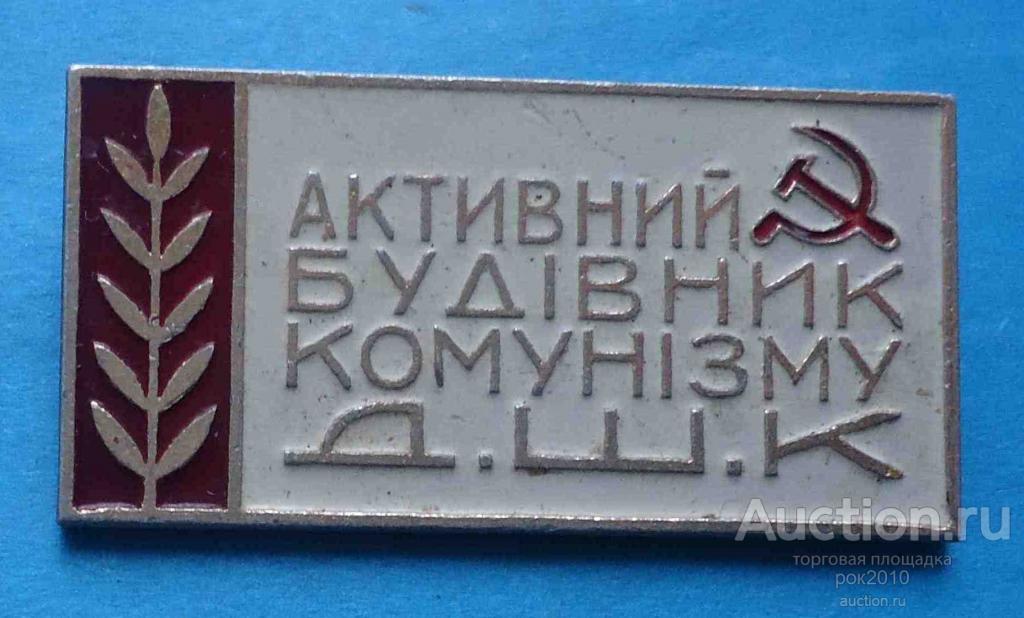 АКТИВНИЙ
БУДІВНИК
КОМУНІЗМУ
Д.Ш.К
Auction.ru
торговая площадка
рок2010
auction.ru